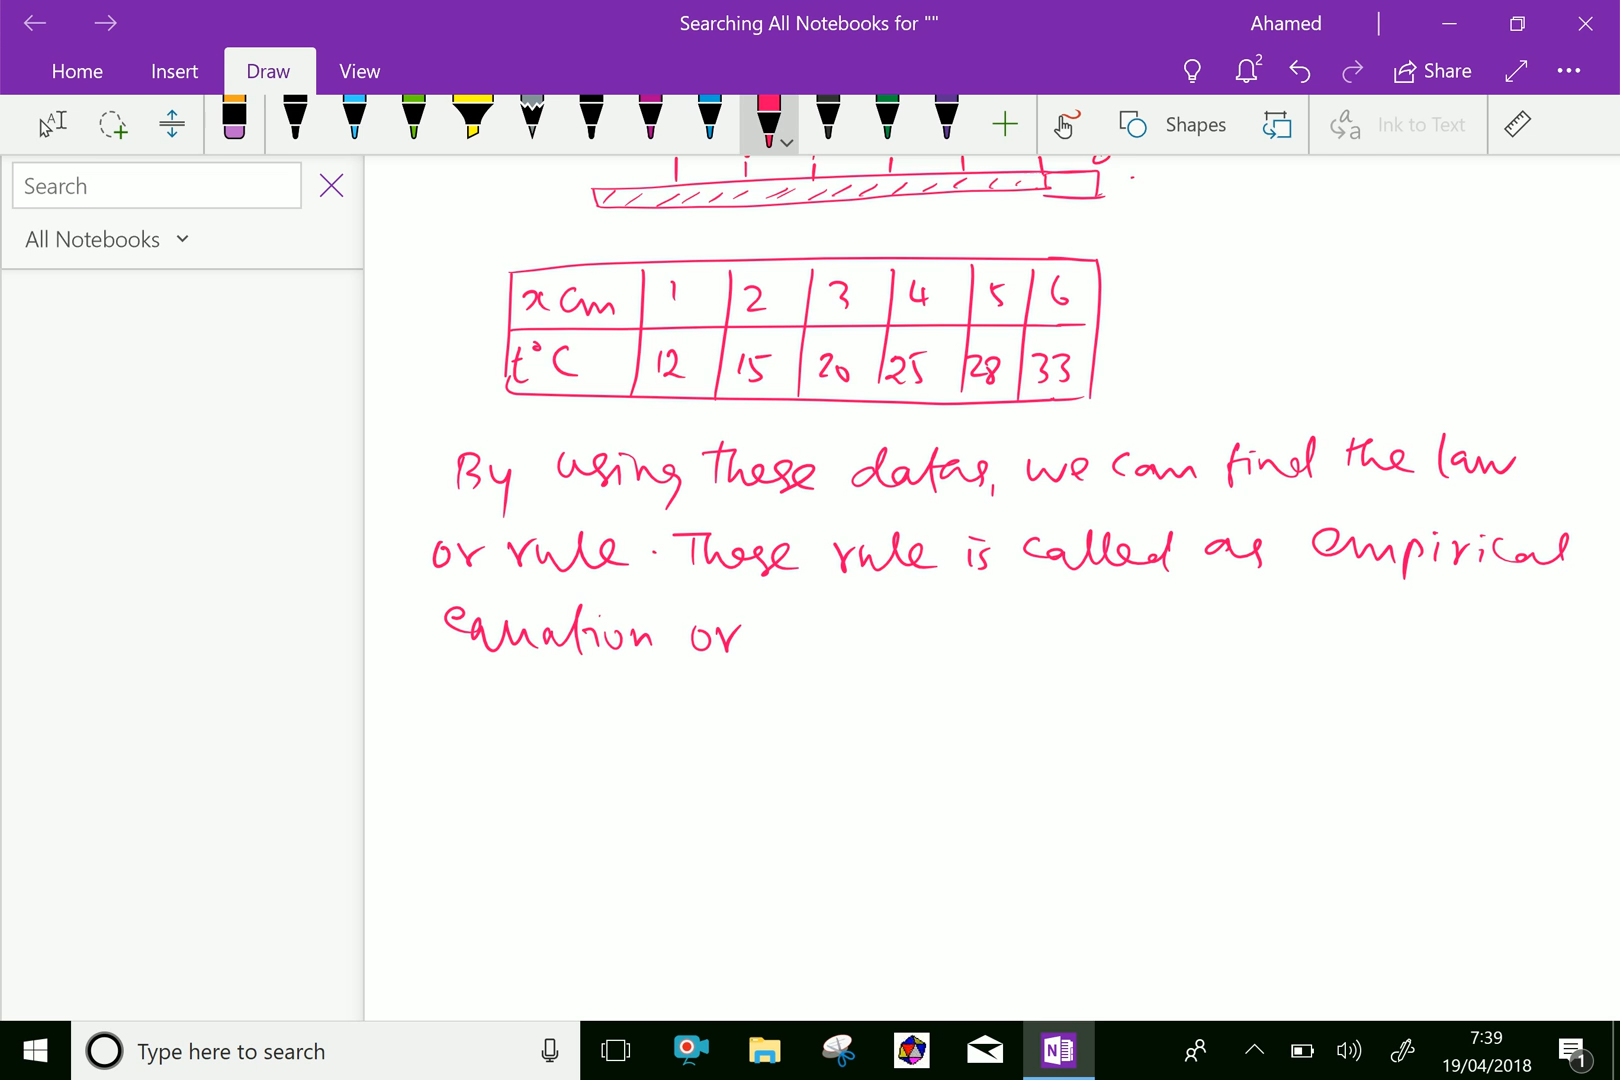 Searching All Notebooks for ""
Ahamed
Home Insert Draw View
2
Share
Shapes
Ink to Text
Search
All Notebooks
x cm 1 2 3 4 5 6
t°C 12 15 20 25 28 33
By using these datas, we can find the law
or rule. These rule is called as empirical
equation or
Type here to search
7:39
19/04/2018
1